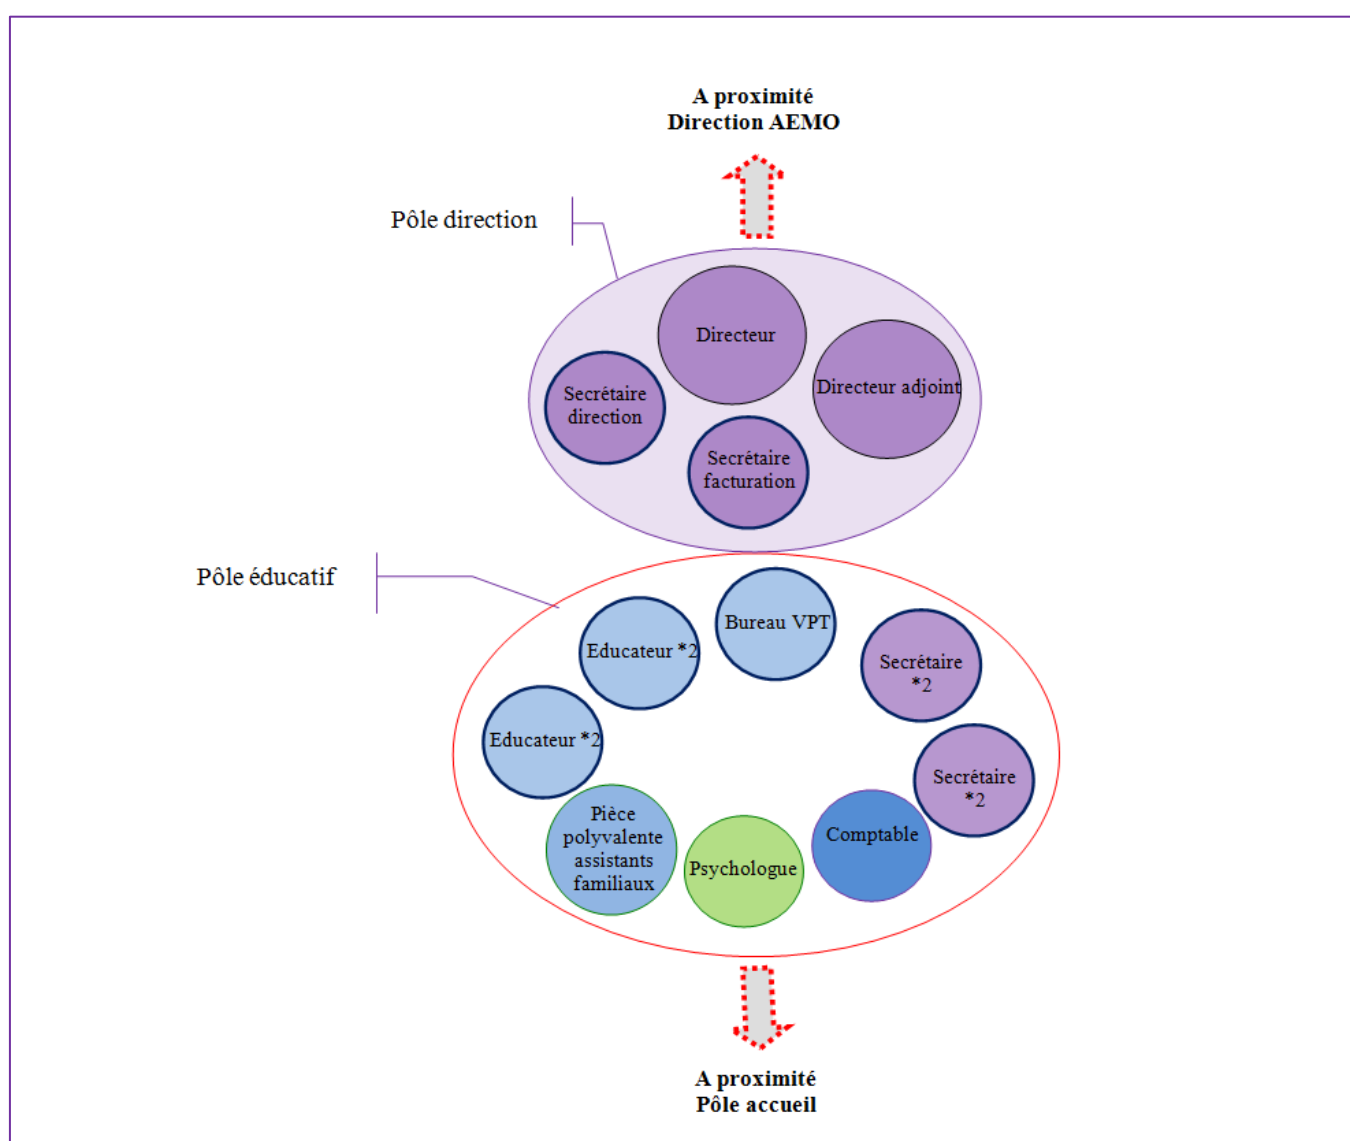 A proximité
Direction AEMO
Pôle direction
Directeur
Directeur adjoint
Secrétaire
direction
Secrétaire
facturation
Pôle éducatif
Bureau VPT
Educateur *2
Secrétaire
*2
Educateur *2
Secrétaire
*2
Pièce
polyvalente
assistants
familiaux
Psychologue
Comptable
A proximité
Pôle accueil